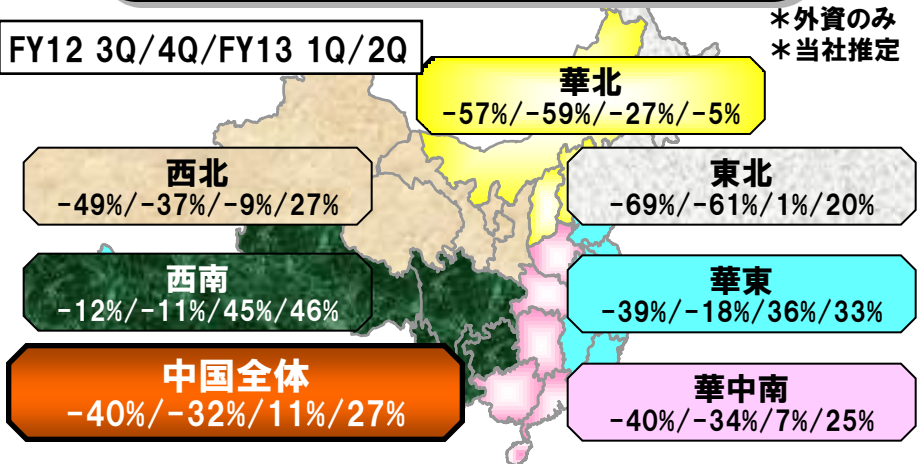 ＊外資のみ
＊当社推定
FY12 3Q/4Q/FY13 1Q/2Q
華北
-57%/-59%/-27%/-5%
西北
-49%/-37%/-9%/27%
東北
-69%/-61%/1%/20%
西南
-12%/-11%/45%/46%
華東
-39%/-18%/36%/33%
中国全体
-40%/-32%/11%/27%
華中南
-40%/-34%/7%/25%